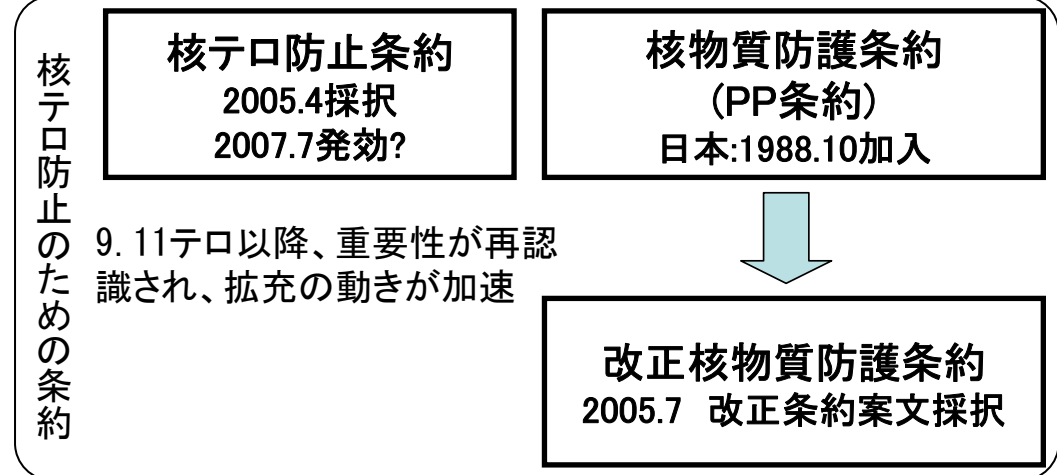 核テロ防止のための条約
核テロ防止条約
2005.4採択
2007.7発効?
核物質防護条約
(PP条約)
日本:1988.10加入
9.11テロ以降、重要性が再認
識され、拡充の動きが加速
改正核物質防護条約
2005.7 改正条約案文採択